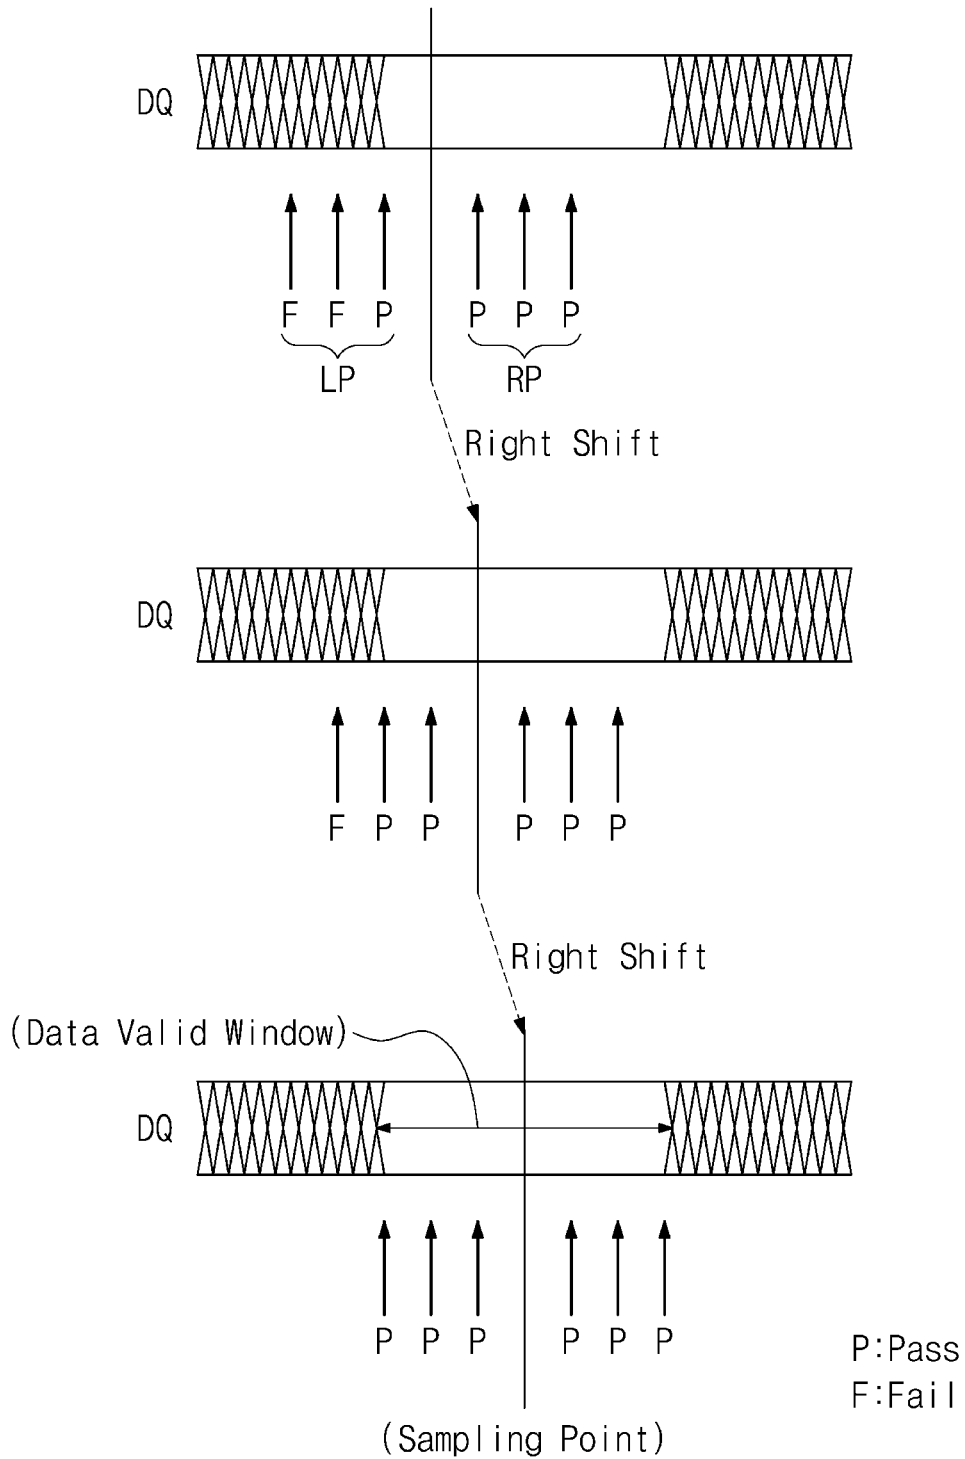 DQ
F F P P P P
LP RP
Right Shift
DQ
F P P P P P
Right Shift
(Data Valid Window)
DQ
P P P P P P
P:Pass
F:Fail
(Sampling Point)